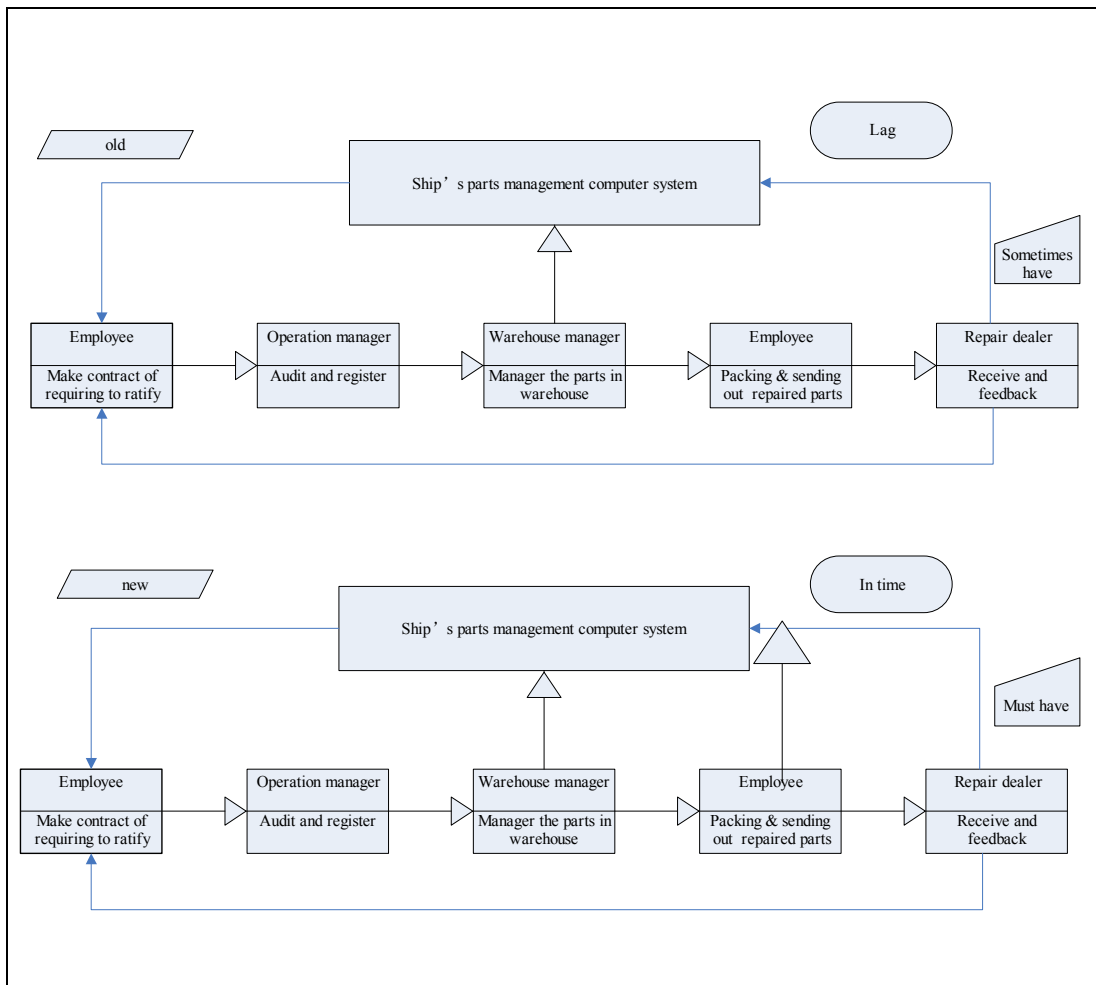 Lag
old
Ship’s parts management computer system
Sometimes
have
Employee
Make contract of
requiring to ratify
Operation manager
Audit and register
Warehouse manager
Manager the parts in
warehouse
Employee
Packing & sending
out repaired parts
Repair dealer
Receive and
feedback
new
In time
Ship’s parts management computer system
Must have
Employee
Make contract of
requiring to ratify
Operation manager
Audit and register
Warehouse manager
Manager the parts in
warehouse
Employee
Packing & sending
out repaired parts
Repair dealer
Receive and
feedback